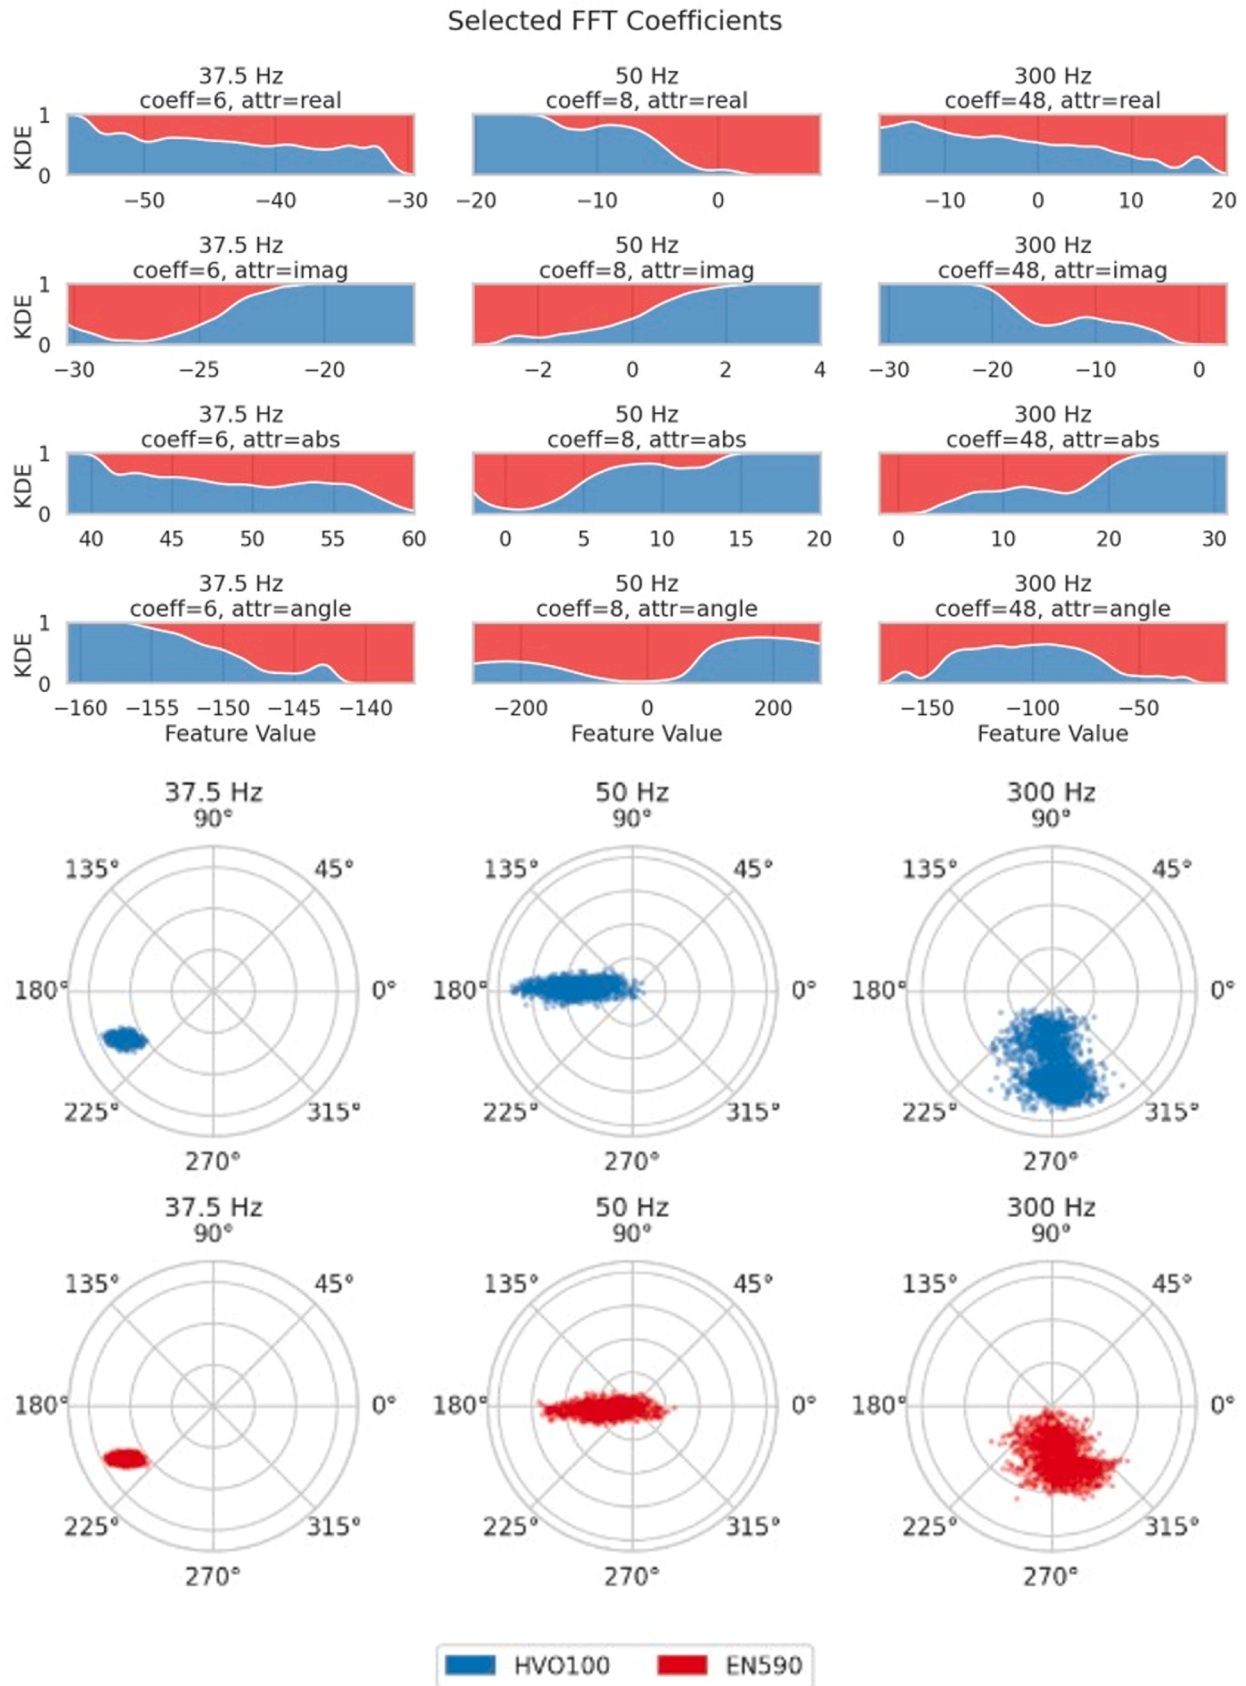 Selected FFT Coefficients
37.5 Hz
coeff=6, attr=real
50 Hz
coeff=8, attr=real
300 Hz
coeff=48, attr=real
KDE
1
0
−50 −40 −30
−20 −10 0
−10 0 10 20
37.5 Hz
coeff=6, attr=imag
50 Hz
coeff=8, attr=imag
300 Hz
coeff=48, attr=imag
KDE
1
0
−30 −25 −20
−2 0 2 4
−30 −20 −10 0
37.5 Hz
coeff=6, attr=abs
50 Hz
coeff=8, attr=abs
300 Hz
coeff=48, attr=abs
KDE
1
0
40 45 50 55 60
0 5 10 15 20
0 10 20 30
37.5 Hz
coeff=6, attr=angle
50 Hz
coeff=8, attr=angle
300 Hz
coeff=48, attr=angle
KDE
1
0
−160 −155 −150 −145 −140
−200 0 200
−150 −100 −50
Feature Value
Feature Value
Feature Value
37.5 Hz
90°
135° 45°
180° 0°
225° 315°
270°
50 Hz
90°
135° 45°
180° 0°
225° 315°
270°
300 Hz
90°
135° 45°
180° 0°
225° 315°
270°
37.5 Hz
90°
135° 45°
180° 0°
225° 315°
270°
50 Hz
90°
135° 45°
180° 0°
225° 315°
270°
300 Hz
90°
135° 45°
180° 0°
225° 315°
270°
HVO100 EN590